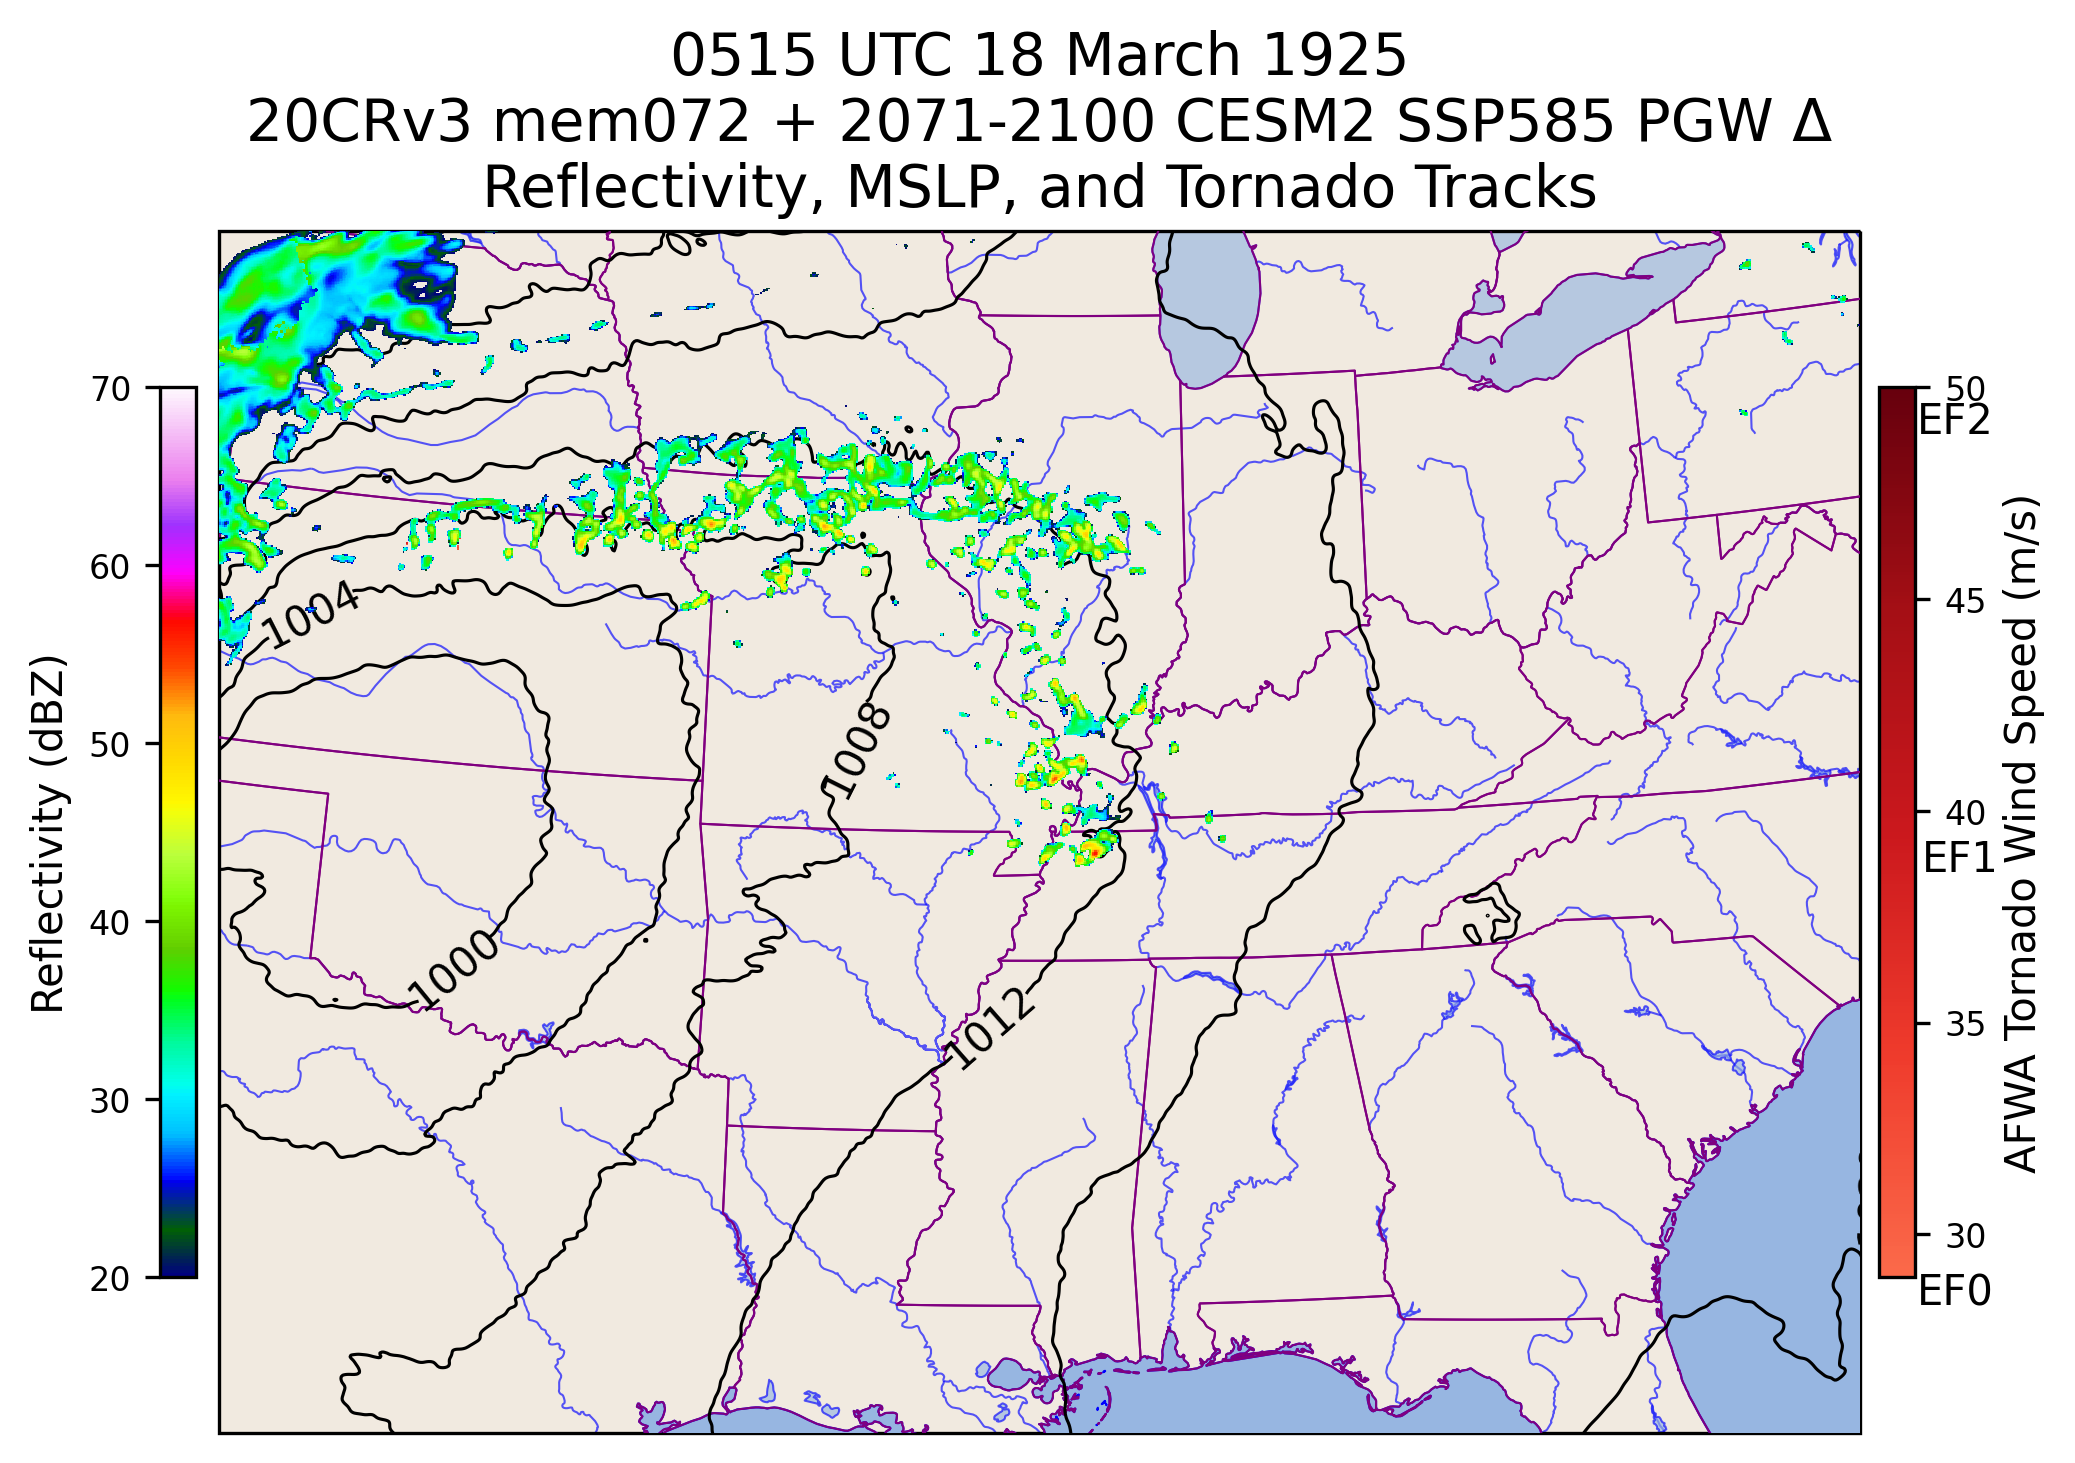 0515 UTC 18 March 1925
20CRv3 mem072 + 2071-2100 CESM2 SSP585 PGW Δ
Reflectivity, MSLP, and Tornado Tracks
70
60
50
40
30
20
Reflectivity (dBZ)
1004
1008
1000
1012
50
EF2
45
40
EF1
35
30
EF0
AFWA Tornado Wind Speed (m/s)